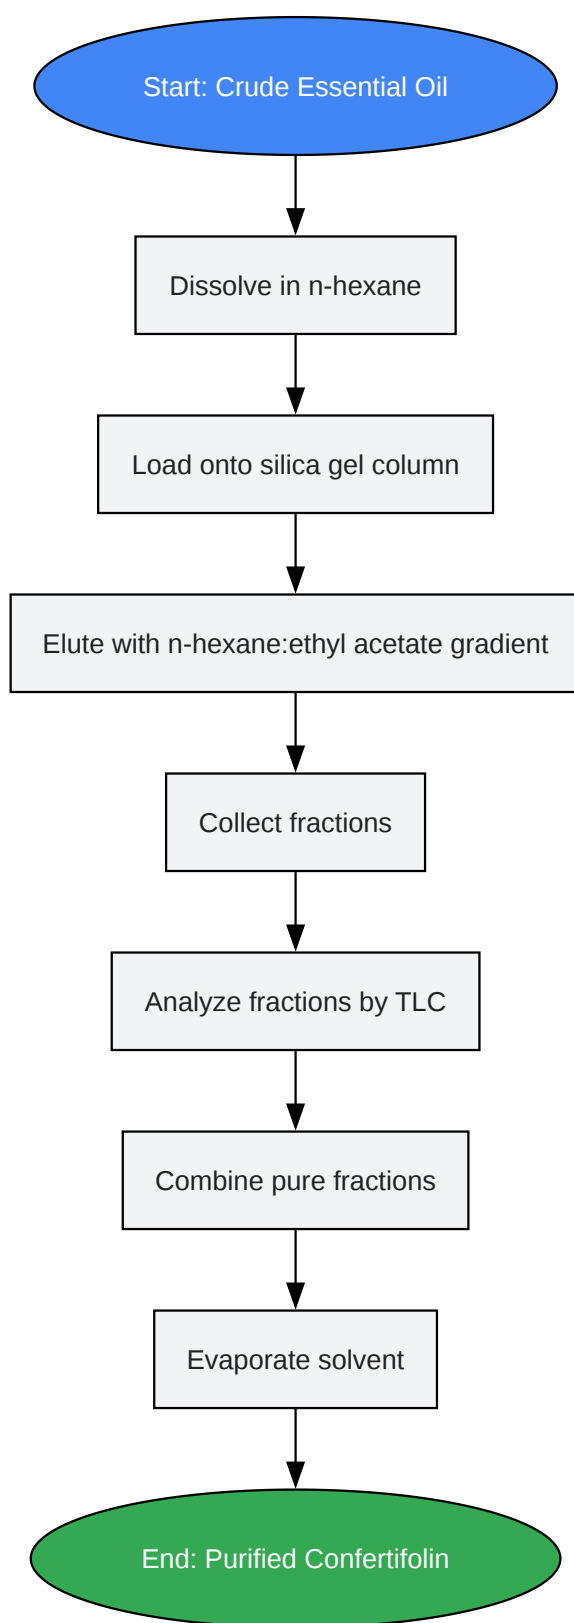 Start: Crude Essential Oil
Dissolve in n-hexane
Load onto silica gel column
Elute with n-hexane:ethyl acetate gradient
Collect fractions
Analyze fractions by TLC
Combine pure fractions
Evaporate solvent
End: Purified Confertifolin